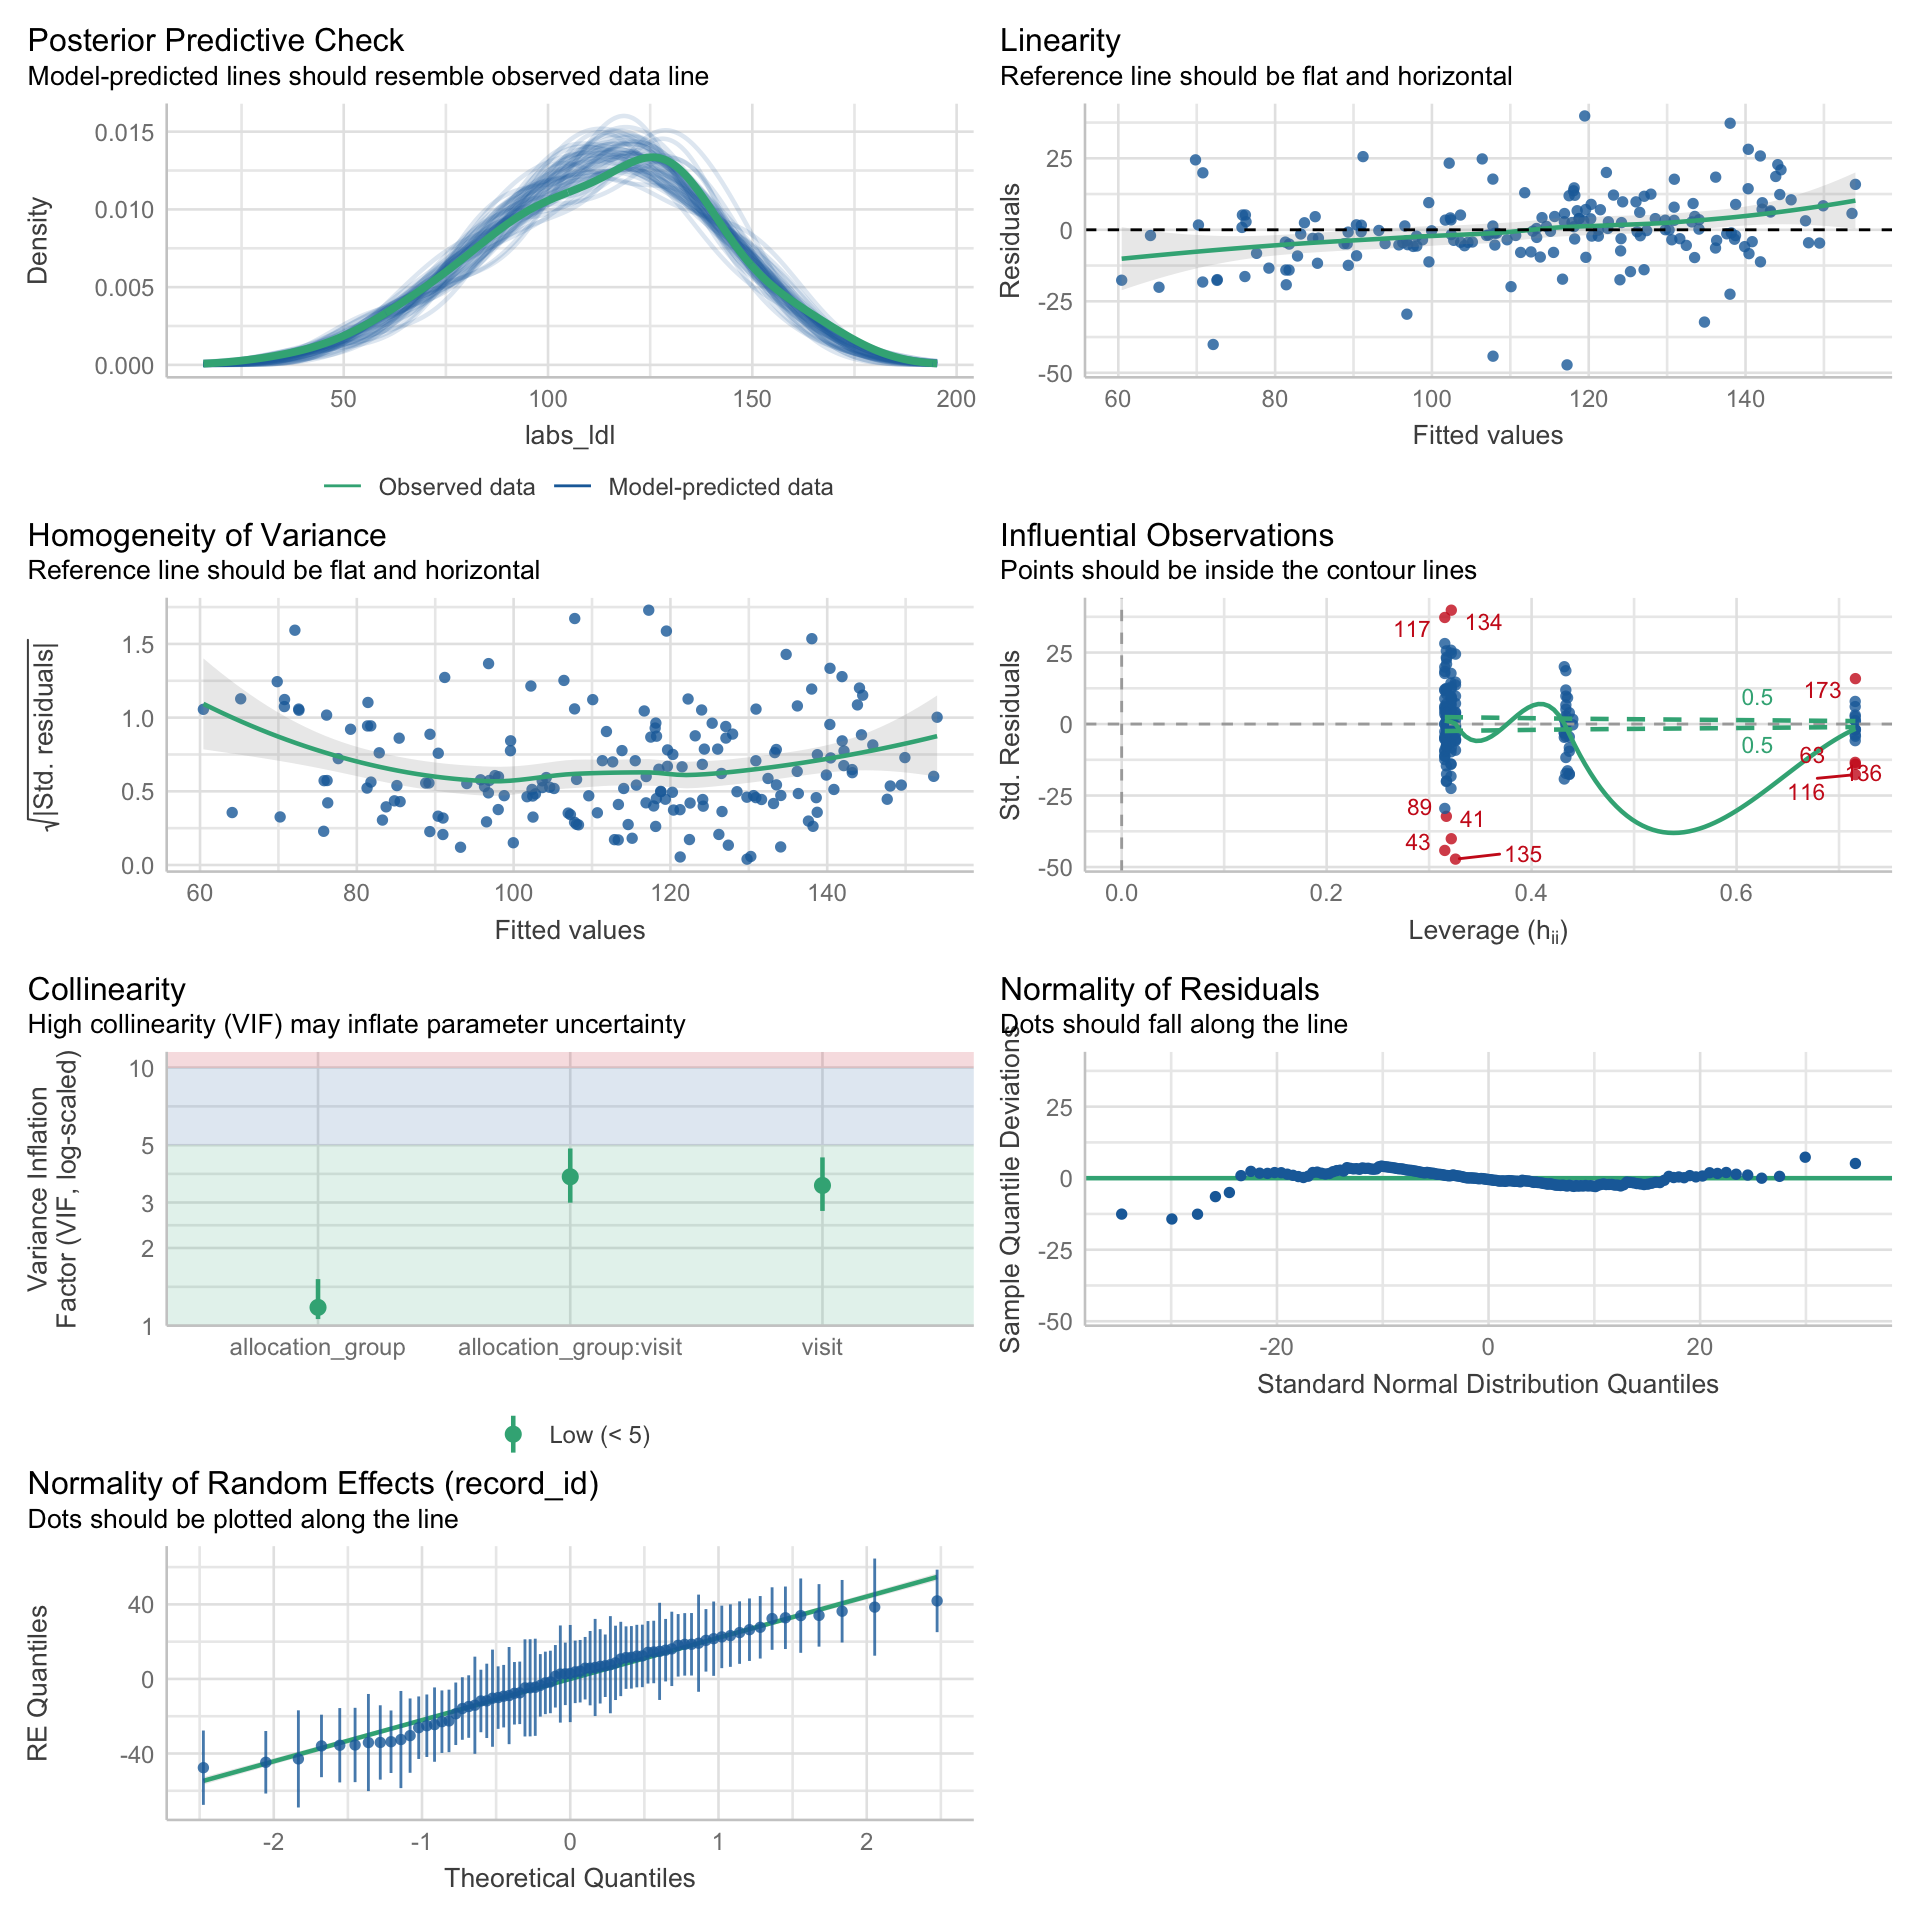 Posterior Predictive Check
Model-predicted lines should resemble observed data line
0.015
0.010
0.005
0.000
Density
50 100 150 200
labs_ldl
Observed data Model-predicted data
Linearity
Reference line should be flat and horizontal
25
0
-25
-50
Residuals
60 80 100 120 140
Fitted values
Homogeneity of Variance
Reference line should be flat and horizontal
1.5
1.0
0.5
0.0
√|Std. residuals|
60 80 100 120 140
Fitted values
Influential Observations
Points should be inside the contour lines
25
0
-25
-50
Std. Residuals
117 134
0.5 173
0.5 63
136
116
89 41
43 135
0.0 0.2 0.4 0.6
Leverage (hii)
Collinearity
High collinearity (VIF) may inflate parameter uncertainty
10
5
3
2
1
Variance Inflation
Factor (VIF, log-scaled)
allocation_group allocation_group:visit visit
Low (< 5)
Normality of Residuals
Dots should fall along the line
25
0
-25
-50
Sample Quantile Deviations
-20 0 20
Standard Normal Distribution Quantiles
Normality of Random Effects (record_id)
Dots should be plotted along the line
40
0
-40
RE Quantiles
-2 -1 0 1 2
Theoretical Quantiles